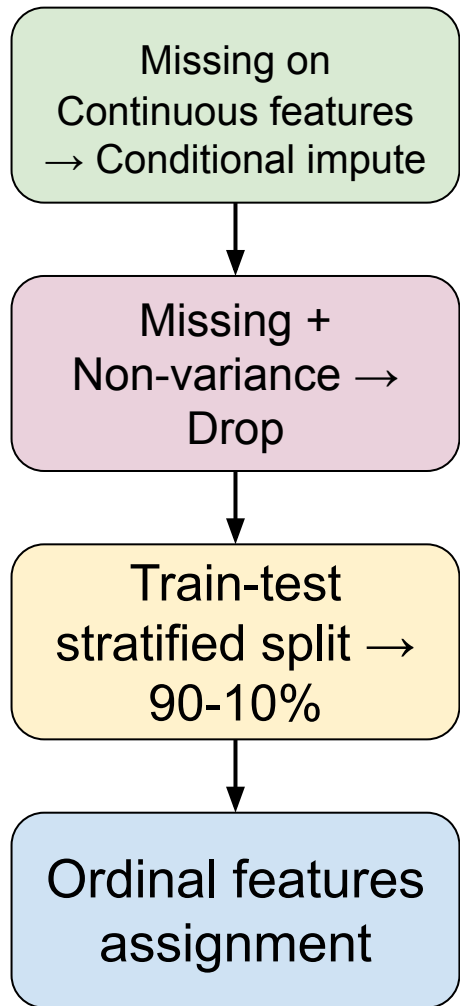 Missing on
Continuous features
→ Conditional impute
Missing +
Non-variance →
Drop
Train-test
stratified split →
90-10%
Ordinal features
assignment